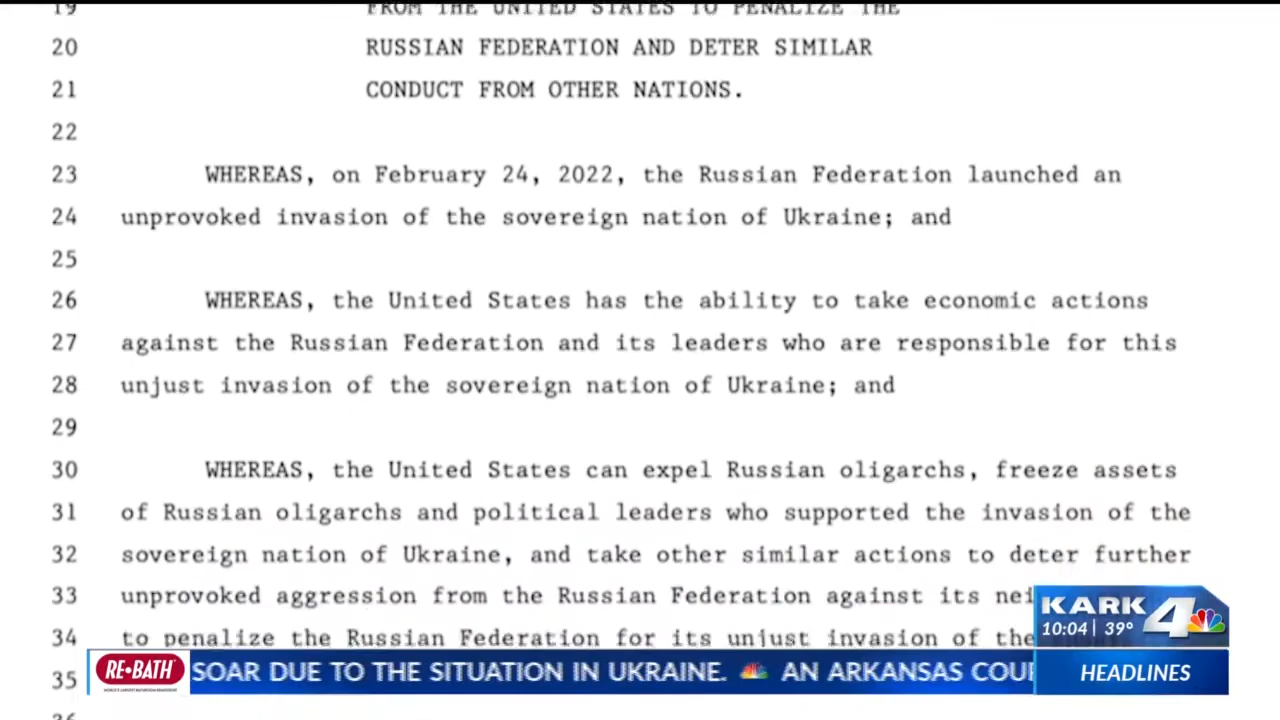 19 FROM THE UNITED STATES TO PENALIZE THE
20 RUSSIAN FEDERATION AND DETER SIMILAR
21 CONDUCT FROM OTHER NATIONS.
22
23 WHEREAS, on February 24, 2022, the Russian Federation launched an
24 unprovoked invasion of the sovereign nation of Ukraine; and
25
26 WHEREAS, the United States has the ability to take economic actions
27 against the Russian Federation and its leaders who are responsible for this
28 unjust invasion of the sovereign nation of Ukraine; and
29
30 WHEREAS, the United States can expel Russian oligarchs, freeze assets
31 of Russian oligarchs and political leaders who supported the invasion of the
32 sovereign nation of Ukraine, and take other similar actions to deter further
33 unprovoked aggression from the Russian Federation against its nei
34 to penalize the Russian Federation for its unjust invasion of the
35
36
KARK 4
10:04 | 39°
RE·BATH
SOAR DUE TO THE SITUATION IN UKRAINE. AN ARKANSAS COU
HEADLINES